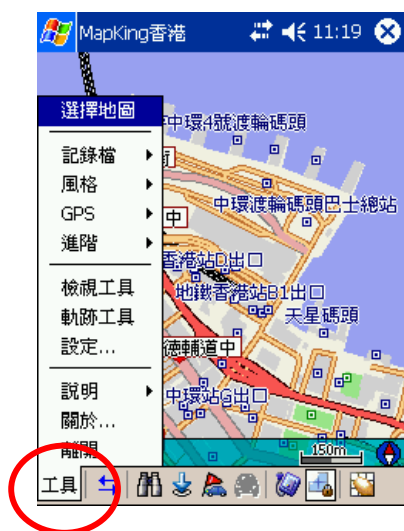 MapKing香港 11:19
選擇地圖
中環4號渡輪碼頭
記錄檔
街
風格
中環渡輪碼頭巴士總站
GPS
中
進階
香港站D出口
檢視工具
地鐵香港站B1出口
軌跡工具
天星碼頭
設定...
德輔道中
說明
中環站G出口
關於...
離開
150m
工具